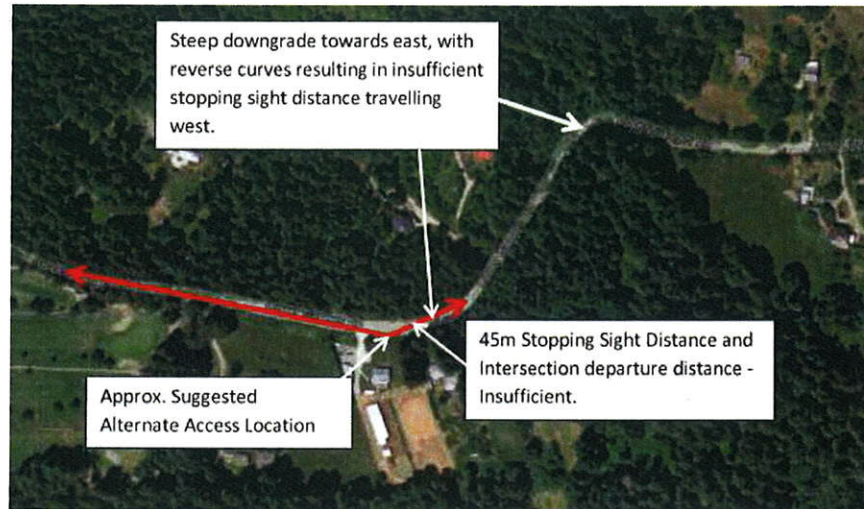 Steep downgrade towards east, with
reverse curves resulting in insufficient
stopping sight distance travelling
west.
45m Stopping Sight Distance and
Intersection departure distance -
Insufficient.
Approx. Suggested
Alternate Access Location